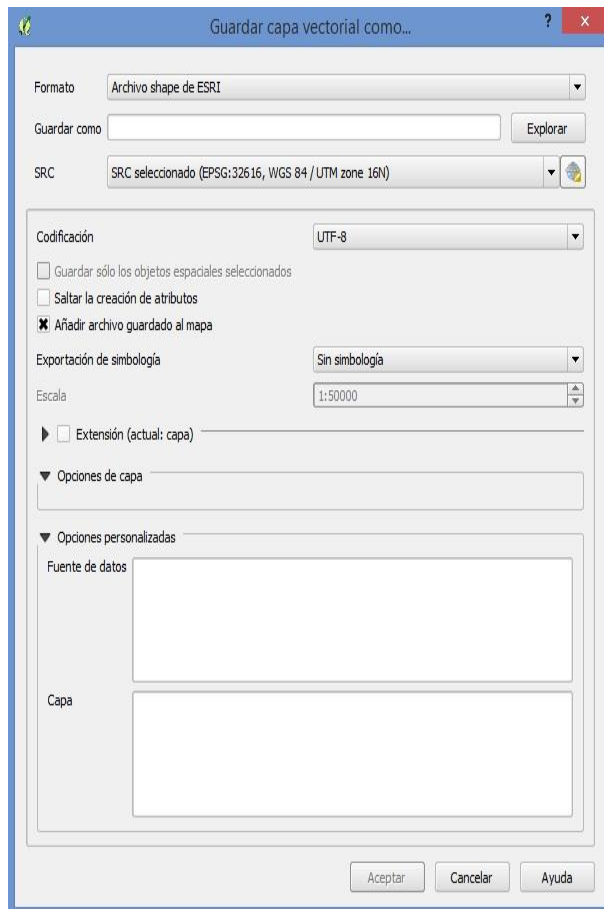 Guardar capa vectorial como...
? x
Formato Archivo shape de ESRI
Guardar como Explorar
SRC SRC seleccionado (EPSG:32616, WGS 84 / UTM zone 16N)
Codificación UTF-8
Guardar sólo los objetos espaciales seleccionados
Saltar la creación de atributos
Añadir archivo guardado al mapa
Exportación de simbología Sin simbología
Escala 1:50000
Extensión (actual: capa)
Opciones de capa
Opciones personalizadas
Fuente de datos
Capa
Aceptar Cancelar Ayuda